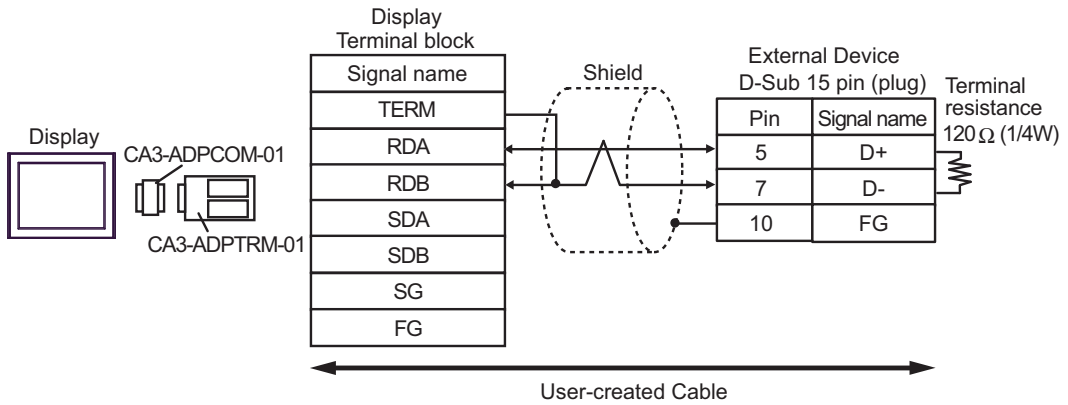 Display
CA3-ADPCOM-01
CA3-ADPTRM-01
Display
Terminal block
Signal name
TERM
RDA
RDB
SDA
SDB
SG
FG
Shield
External Device
D-Sub 15 pin (plug)
Pin Signal name
5 D+
7 D-
10 FG
Terminal
resistance
120Ω (1/4W)
User-created Cable